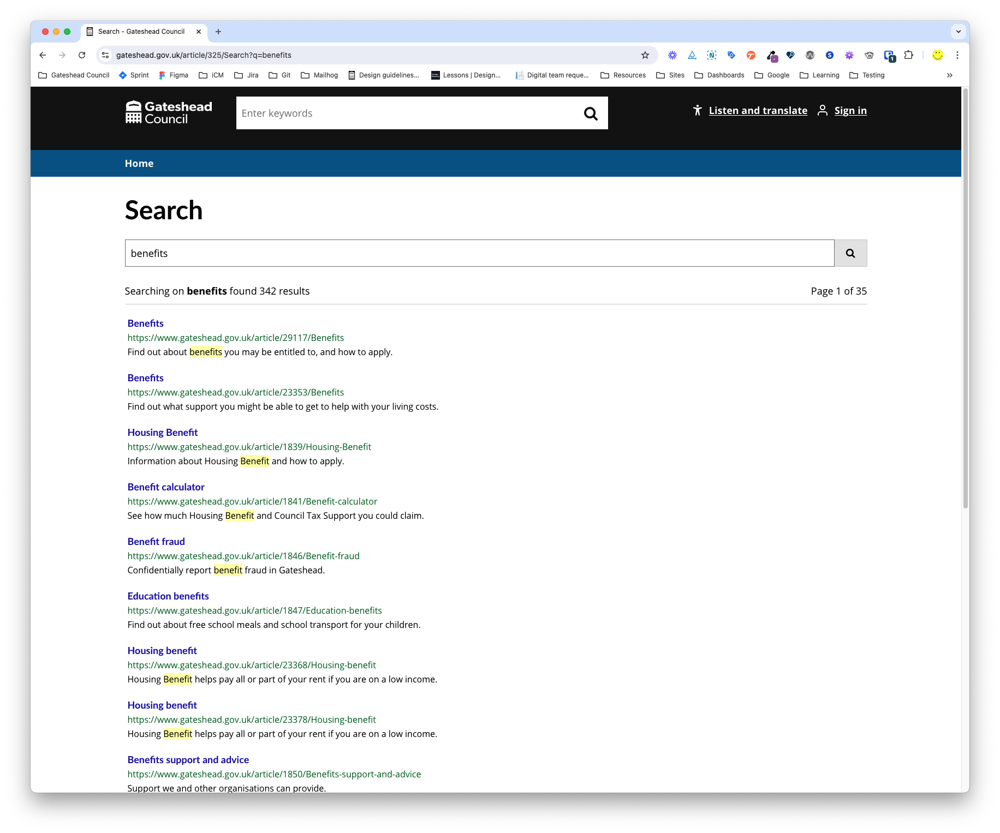 Search - Gateshead Council
gateshead.gov.uk/article/325/Search?q=benefits
Gateshead Council Sprint Figma iCM Jira Git Mailhog Design guidelines... Lessons | Design... Digital team reque... Resources Sites Dashboards Google Learning Testing
Gateshead
Council
Enter keywords
Listen and translate Sign in
Home
Search
benefits
Searching on benefits found 342 results Page 1 of 35
Benefits
https://www.gateshead.gov.uk/article/29117/Benefits
Find out about benefits you may be entitled to, and how to apply.
Benefits
https://www.gateshead.gov.uk/article/23353/Benefits
Find out what support you might be able to get to help with your living costs.
Housing Benefit
https://www.gateshead.gov.uk/article/1839/Housing-Benefit
Information about Housing Benefit and how to apply.
Benefit calculator
https://www.gateshead.gov.uk/article/1841/Benefit-calculator
See how much Housing Benefit and Council Tax Support you could claim.
Benefit fraud
https://www.gateshead.gov.uk/article/1846/Benefit-fraud
Confidentially report benefit fraud in Gateshead.
Education benefits
https://www.gateshead.gov.uk/article/1847/Education-benefits
Find out about free school meals and school transport for your children.
Housing benefit
https://www.gateshead.gov.uk/article/23368/Housing-benefit
Housing Benefit helps pay all or part of your rent if you are on a low income.
Housing benefit
https://www.gateshead.gov.uk/article/23378/Housing-benefit
Housing Benefit helps pay all or part of your rent if you are on a low income.
Benefits support and advice
https://www.gateshead.gov.uk/article/1850/Benefits-support-and-advice
Support we and other organisations can provide.